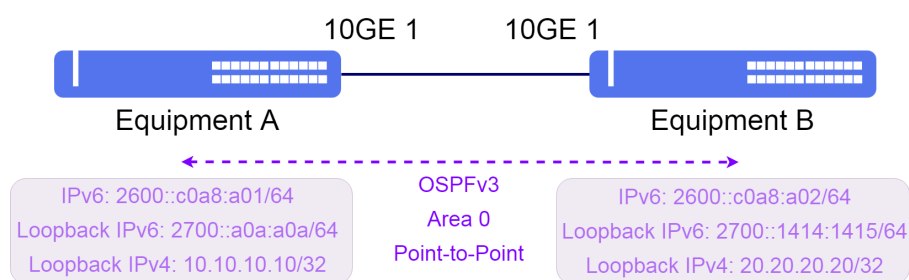 10GE 1
10GE 1
Equipment A
Equipment B
IPv6: 2600::c0a8:a01/64
Loopback IPv6: 2700::a0a:a0a/64
Loopback IPv4: 10.10.10.10/32
OSPFv3
Area 0
Point-to-Point
IPv6: 2600::c0a8:a02/64
Loopback IPv6: 2700::1414:1415/64
Loopback IPv4: 20.20.20.20/32